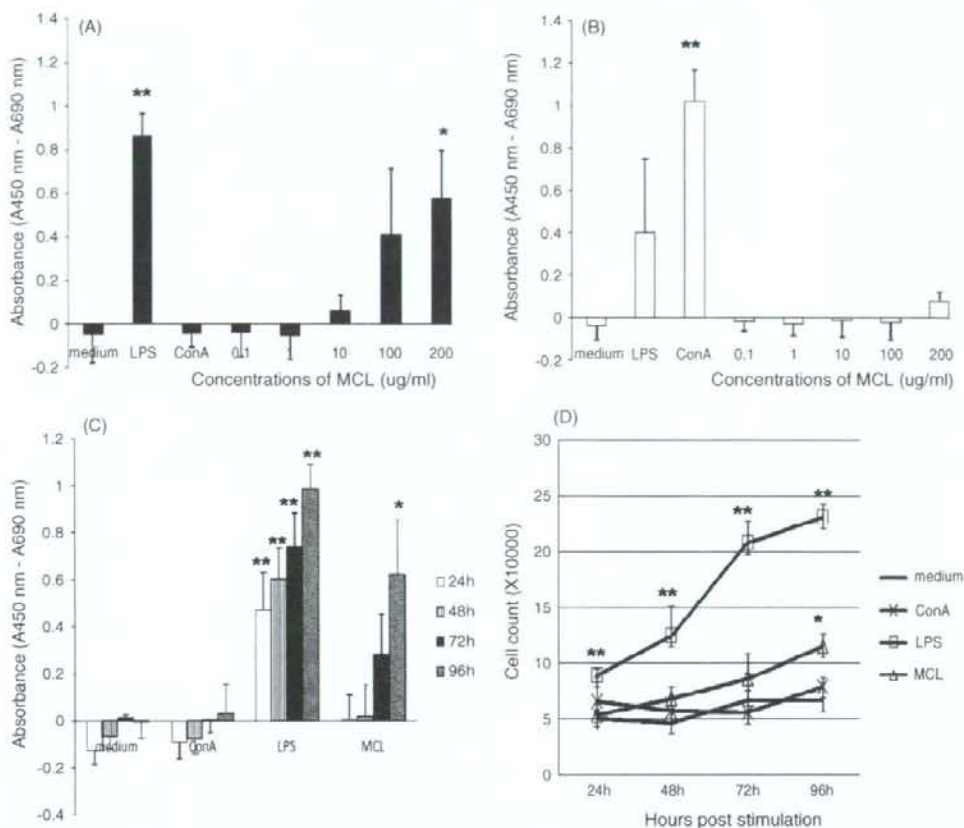 (A)
Absorbance (A450 nm - A690 nm)
1.4
1.2
1
0.8
0.6
0.4
0.2
0
-0.2
**
*
medium LPS ConA 0.1 1 10 100 200
Concentrations of MCL (ug/ml)
(B)
Absorbance (A450 nm - A690 nm)
1.4
1.2
1
0.8
0.6
0.4
0.2
0
-0.2
**
medium LPS ConA 0.1 1 10 100 200
Concentrations of MCL (ug/ml)
(C)
Absorbance (A450 nm - A690 nm)
1.2
1
0.8
0.6
0.4
0.2
0
-0.2
-0.4
** ** ** **
*
medium ConA LPS MCL
24h
48h
72h
96h
(D)
Cell count (X10000)
30
25
20
15
10
5
0
** ** ** **
*
24h 48h 72h 96h
Hours post stimulation
medium
ConA
LPS
MCL